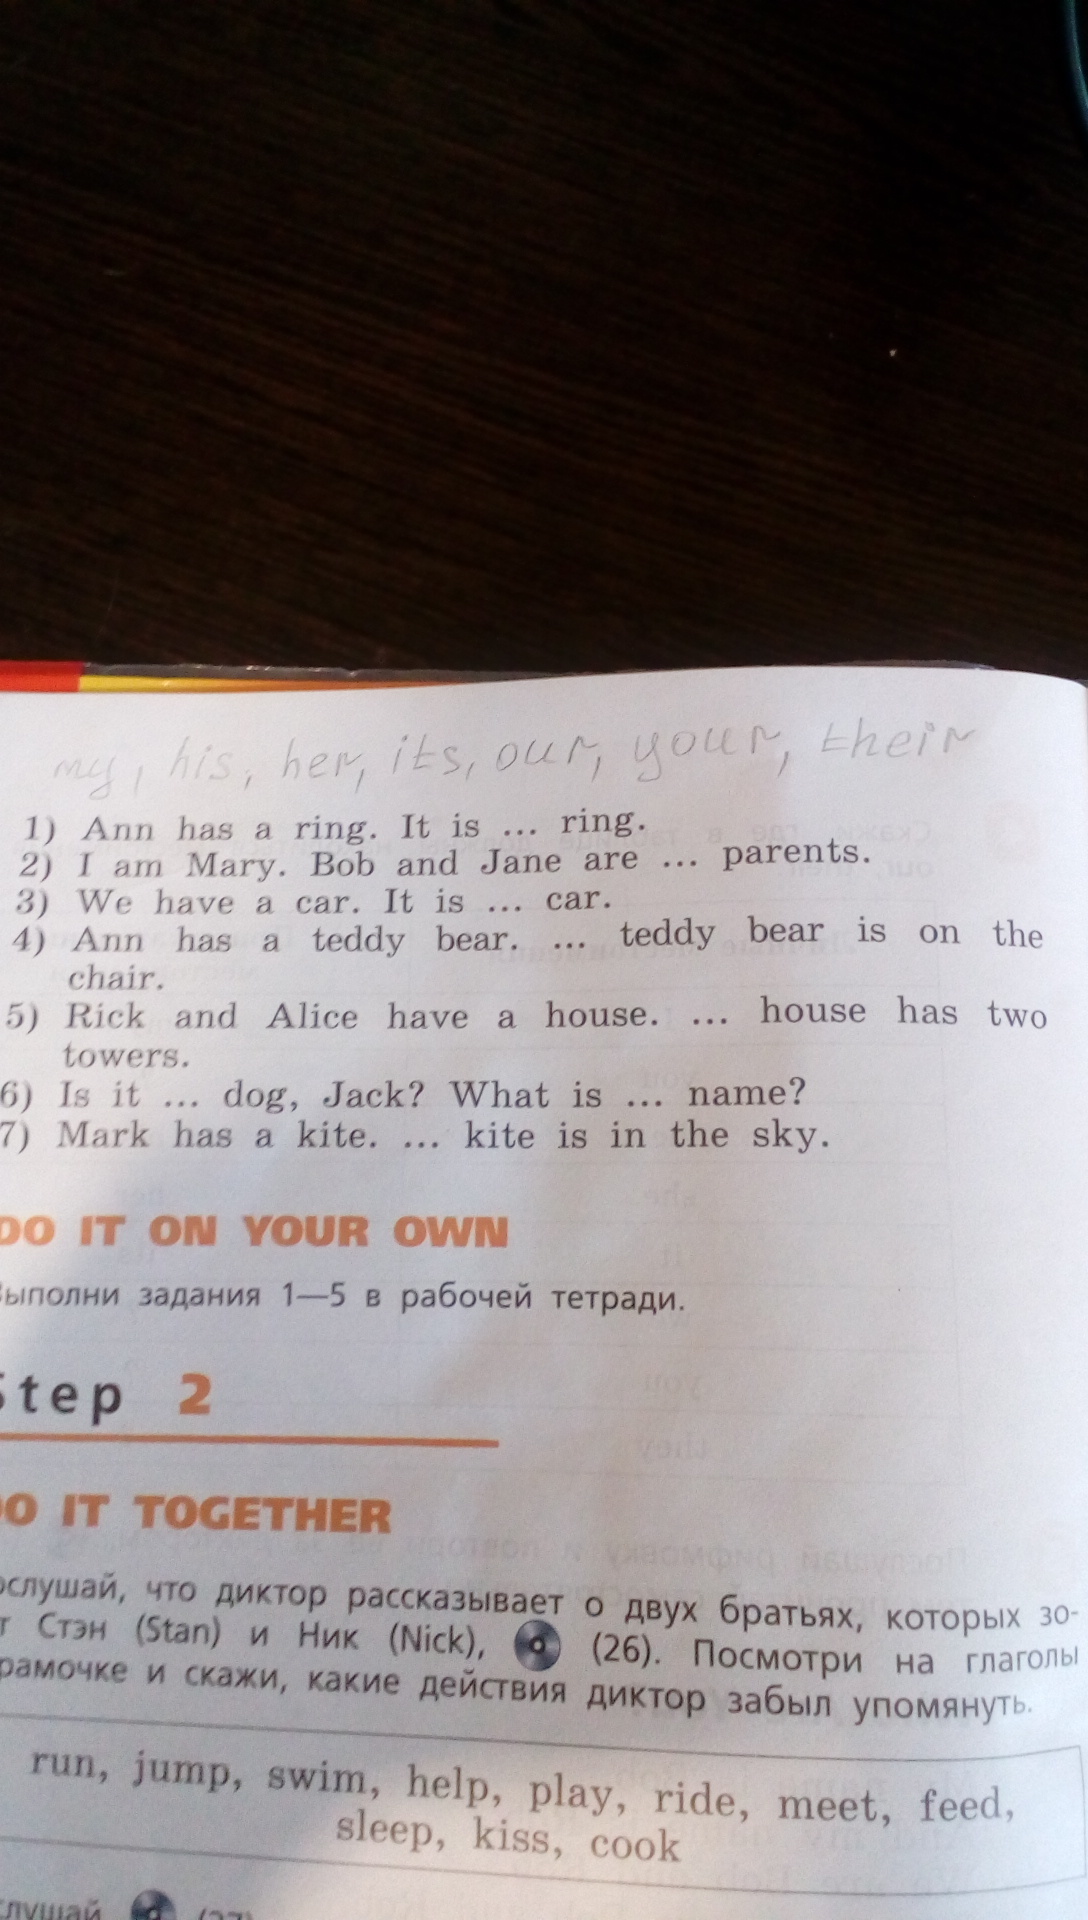 my, his, her, its, our, your, their
1) Ann has a ring. It is ... ring.
2) I am Mary. Bob and Jane are ... parents.
3) We have a car. It is ... car.
4) Ann has a teddy bear. ... teddy bear is on the
chair.
5) Rick and Alice have a house. ... house has two
towers.
6) Is it ... dog, Jack? What is ... name?
7) Mark has a kite. ... kite is in the sky.
DO IT ON YOUR OWN
Выполни задания 1—5 в рабочей тетради.
Step 2
DO IT TOGETHER
ослушай, что диктор рассказывает о двух братьях, которых зо-
т Стэн (Stan) и Ник (Nick), (26). Посмотри на глаголы
рамочке и скажи, какие действия диктор забыл упомянуть.
run, jump, swim, help, play, ride, meet, feed,
sleep, kiss, cook